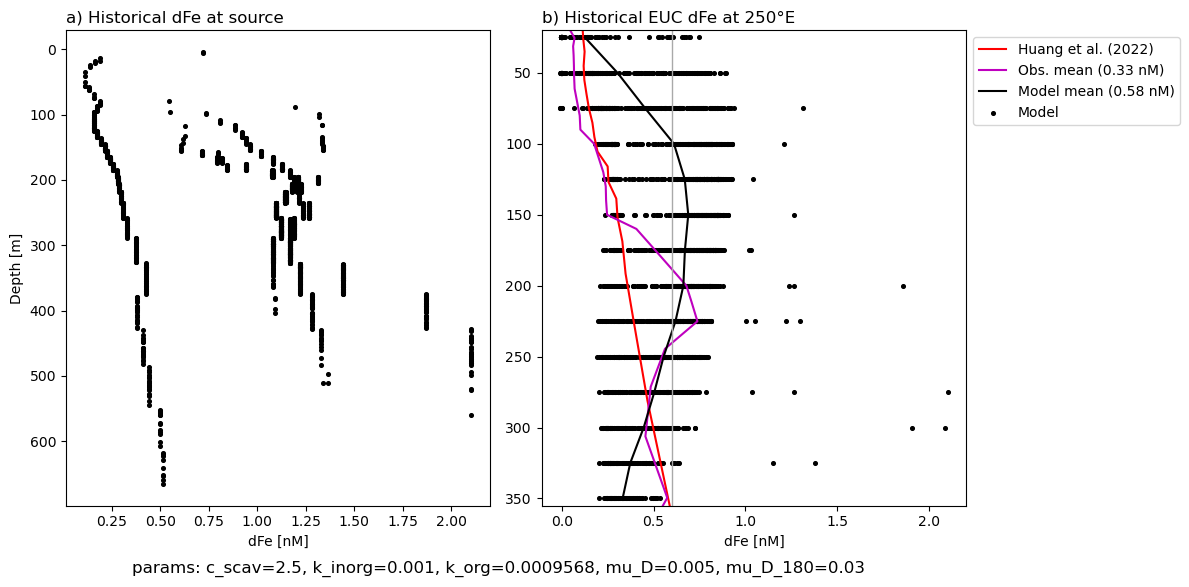 a) Historical dFe at source
b) Historical EUC dFe at 250°E
Depth [m]
0
100
200
300
400
500
600
0.25
0.50
0.75
1.00
1.25
1.50
1.75
2.00
dFe [nM]
50
100
150
200
250
300
350
0.0
0.5
1.0
1.5
2.0
dFe [nM]
Huang et al. (2022)
Obs. mean (0.33 nM)
Model mean (0.58 nM)
Model
params: c_scav=2.5, k_inorg=0.001, k_org=0.0009568, mu_D=0.005, mu_D_180=0.03